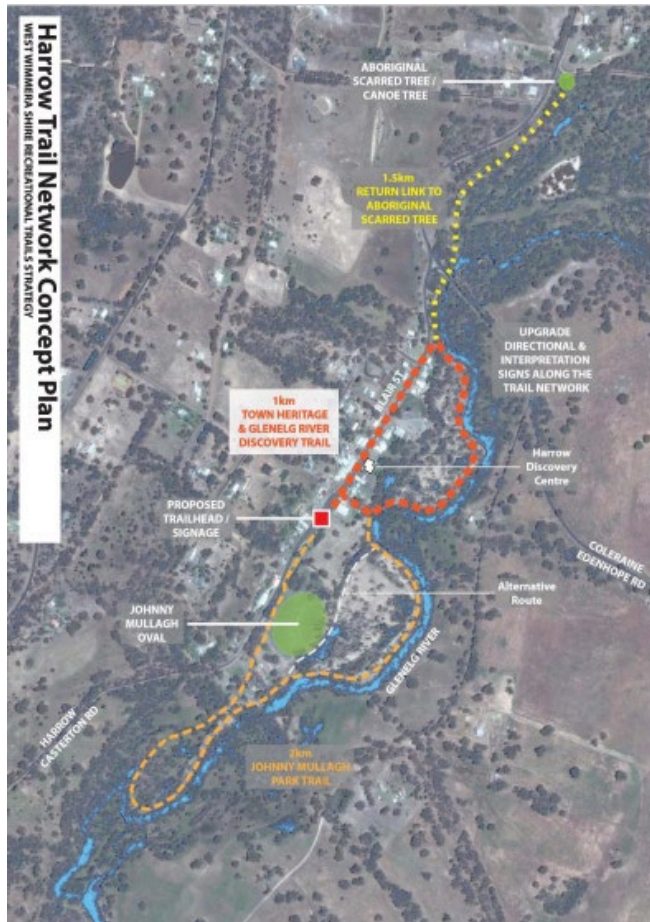 Harrow Trail Network Concept Plan
WEST WIMMERA SHIRE RECREATIONAL TRAILS STRATEGY
ABORIGINAL
SCARRED TREE /
CANOE TREE
1.5km
RETURN LINK TO
ABORIGINAL
SCARRED TREE
UPGRADE
DIRECTIONAL &
INTERPRETATION
SIGNS ALONG THE
TRAIL NETWORK
BLAIR ST
1km
TOWN HERITAGE
& GLENELG RIVER
DISCOVERY TRAIL
Harrow
Discovery
Centre
PROPOSED
TRAILHEAD /
SIGNAGE
COLERAINE
EDENHOPE RD
Alternative
Route
JOHNNY
MULLAGH
OVAL
GLENELG RIVER
HARROW
CASTERTON RD
JOHNNY MULLAGH
PARK TRAIL